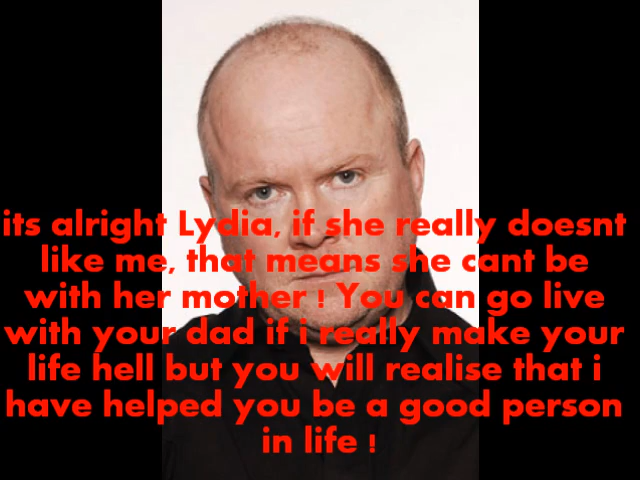 its alright Lydia, if she really doesnt
like me, that means she cant be
with her mother ! You can go live
with your dad if i really make your
life hell but you will realise that i
have helped you be a good person
in life !